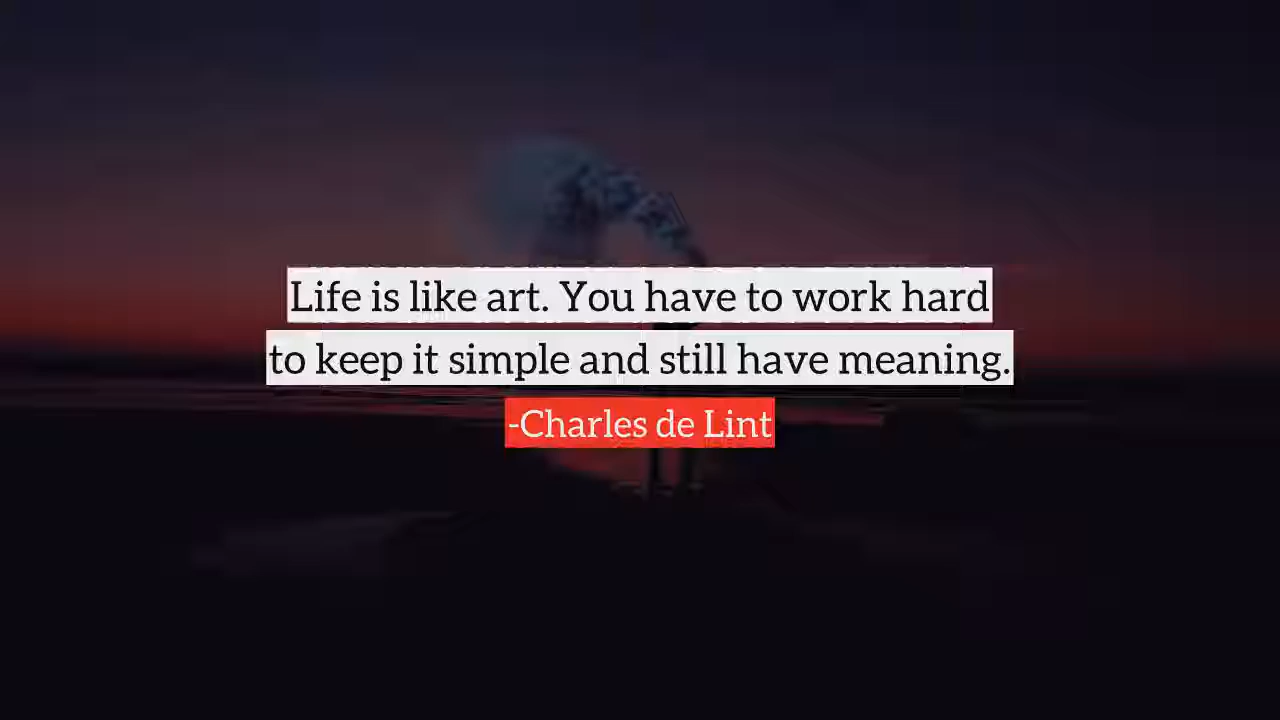 Life is like art. You have to work hard
to keep it simple and still have meaning.
-Charles de Lint